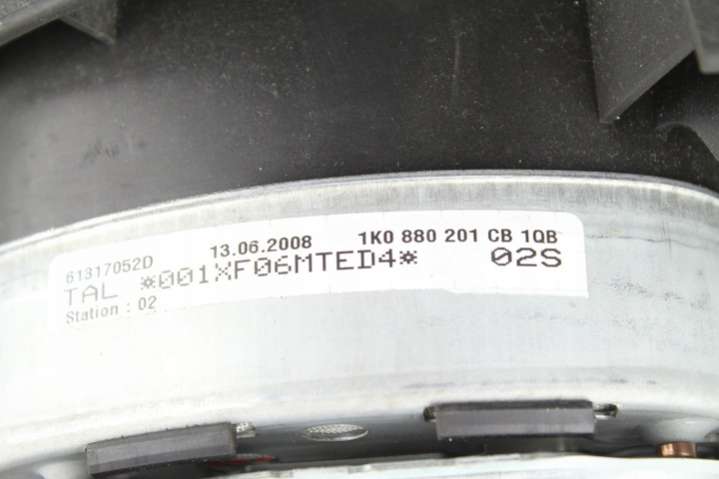 61317052D 13.06.2008 1K0 880 201 CB 1QB
TAL *001XF06MTED4* 02S
Station : 02